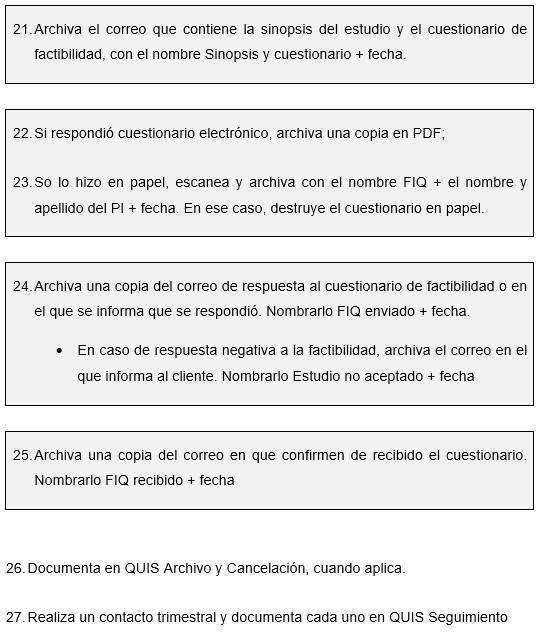 21. Archiva el correo que contiene la sinopsis del estudio y el cuestionario de
factibilidad, con el nombre Sinopsis y cuestionario + fecha.
22. Si respondió cuestionario electrónico, archiva una copia en PDF;
23. So lo hizo en papel, escanea y archiva con el nombre FIQ + el nombre y
apellido del PI + fecha. En ese caso, destruye el cuestionario en papel.
24. Archiva una copia del correo de respuesta al cuestionario de factibilidad o en
el que se informa que se respondió. Nombrarlo FIQ enviado + fecha.
• En caso de respuesta negativa a la factibilidad, archiva el correo en el
que informa al cliente. Nombrarlo Estudio no aceptado + fecha
25. Archiva una copia del correo en que confirmen de recibido el cuestionario.
Nombrarlo FIQ recibido + fecha
26. Documenta en QUIS Archivo y Cancelación, cuando aplica.
27. Realiza un contacto trimestral y documenta cada uno en QUIS Seguimiento